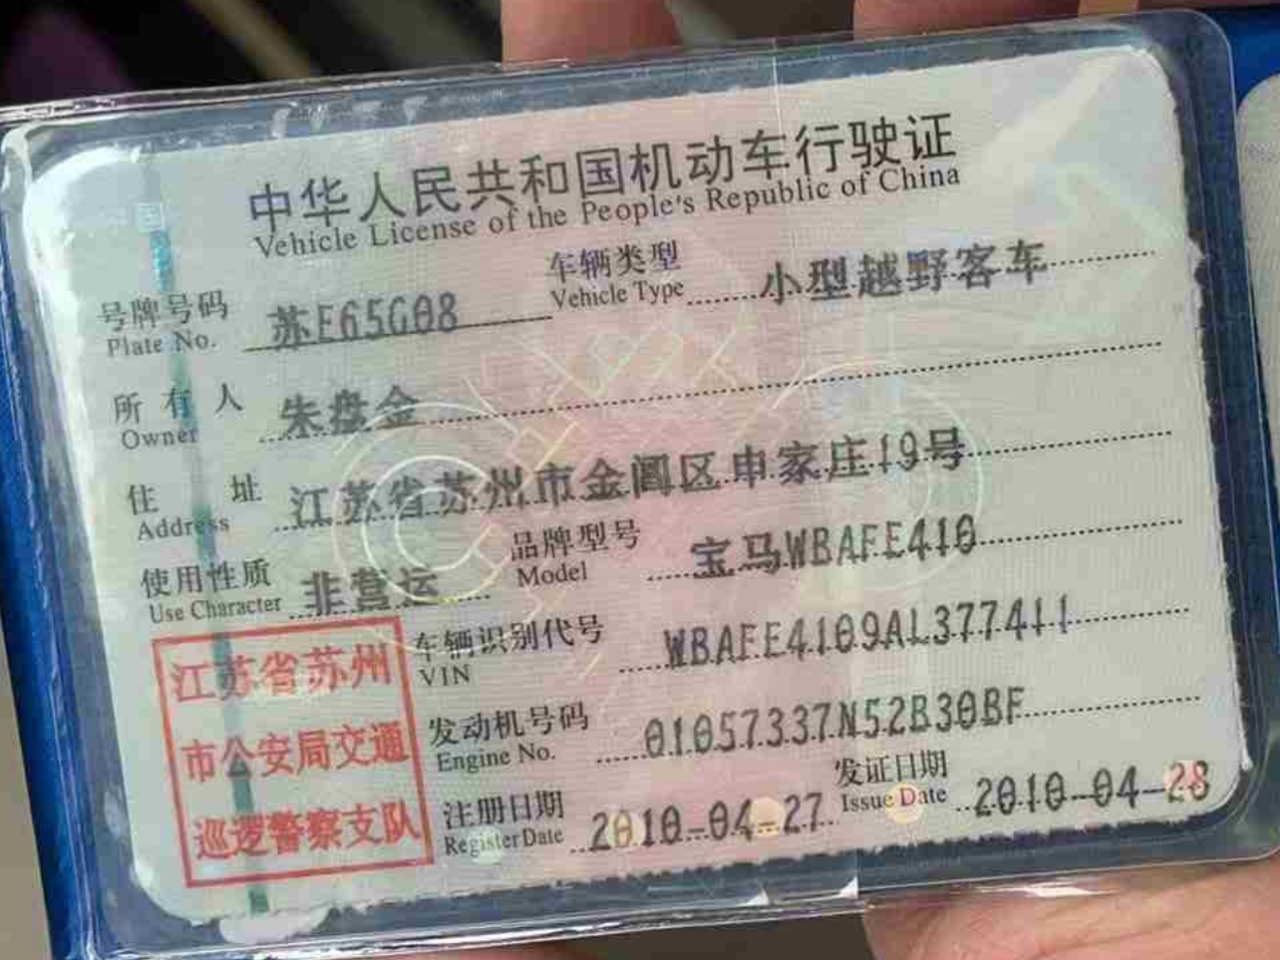 中华人民共和国机动车行驶证
Vehicle License of the People's Republic of China
号牌号码 苏E65G08 车辆类型 小型越野客车
Plate No. Vehicle Type
所有人 朱盘金
Owner
住址 江苏省苏州市金阊区申家庄19号
Address
使用性质 非营运 品牌型号 宝马WBAFE410
Use Character Model
江苏省苏州
市公安局交通
巡逻警察支队
车辆识别代号 WBAFE4109AL377411
VIN
发动机号码 01057337N52B30BF
Engine No.
注册日期 2010-04-27 发证日期 2010-04-28
Register Date Issue Date